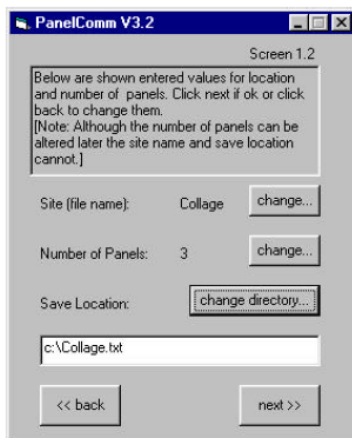 PanelComm V3.2
Screen 1.2
Below are shown entered values for location
and number of panels. Click next if ok or click
back to change them.
[Note: Although the number of panels can be
altered later the site name and save location
cannot.]
Site (file name): Collage change...
Number of Panels: 3 change...
Save Location: change directory...
c:\Collage.txt
<< back next >>